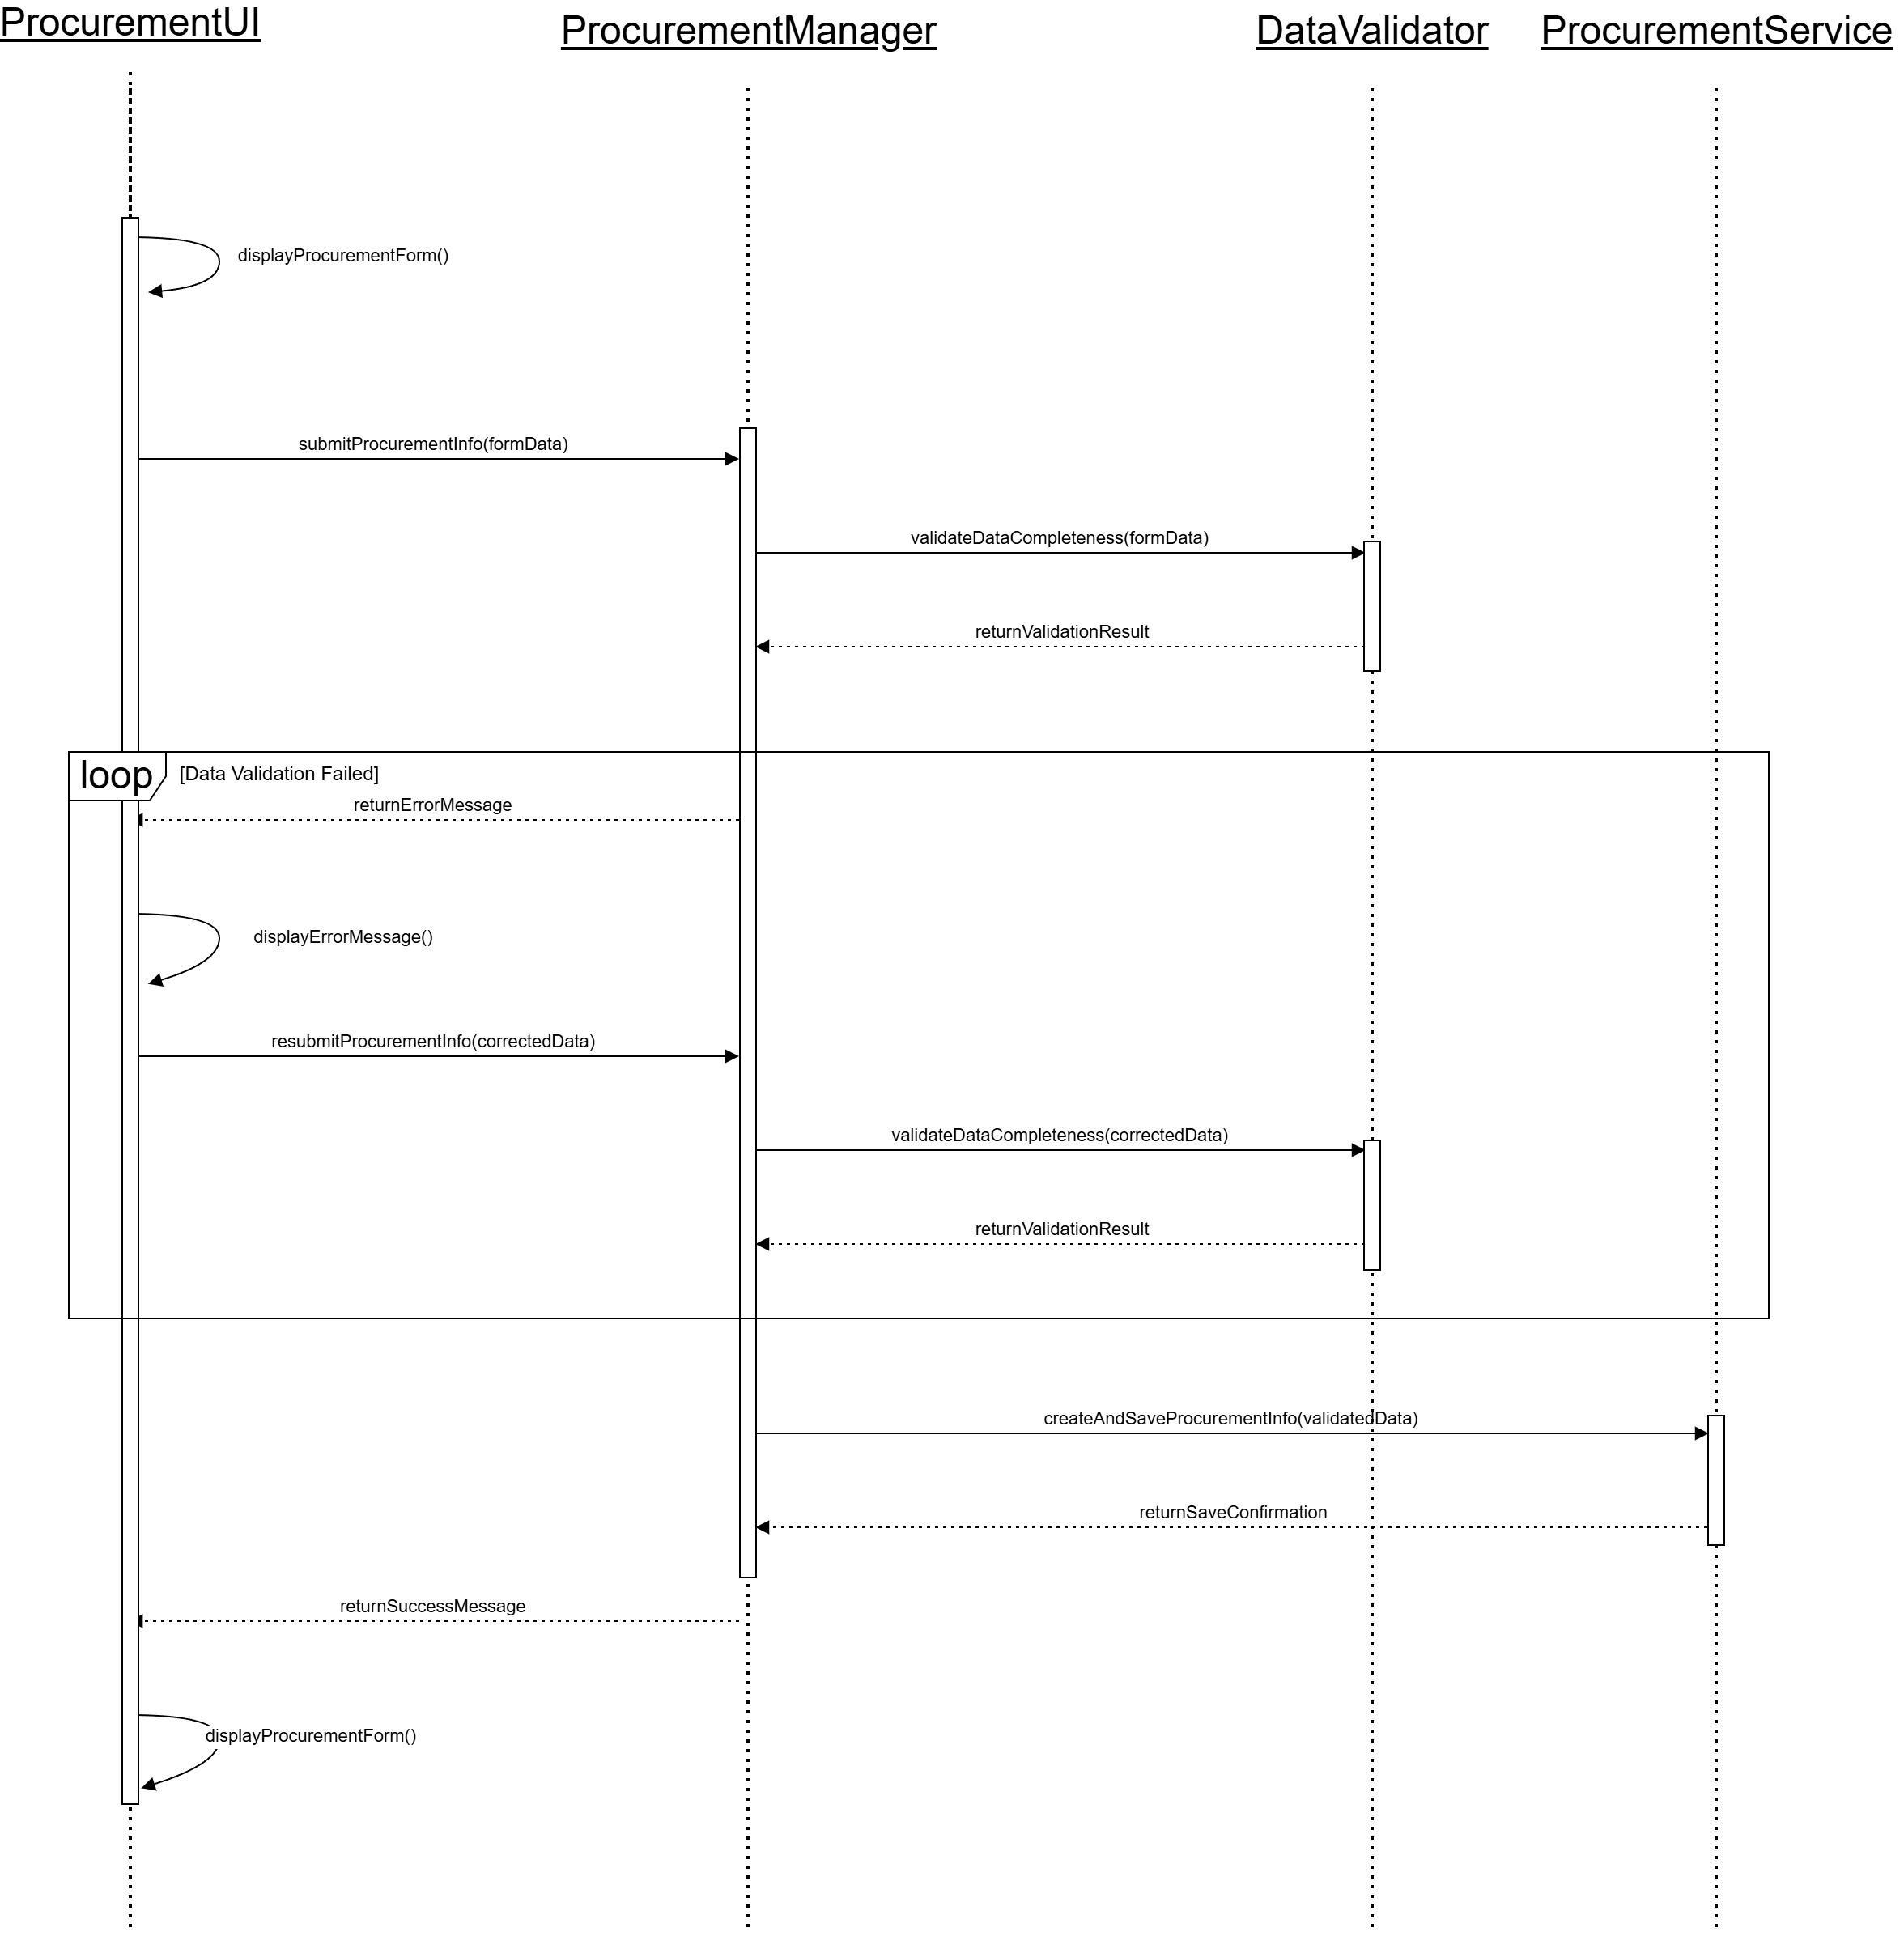 ProcurementUI
ProcurementManager
DataValidator
ProcurementService
displayProcurementForm()
submitProcurementInfo(formData)
validateDataCompleteness(formData)
returnValidationResult
loop
[Data Validation Failed]
returnErrorMessage
displayErrorMessage()
resubmitProcurementInfo(correctedData)
validateDataCompleteness(correctedData)
returnValidationResult
createAndSaveProcurementInfo(validatedData)
returnSaveConfirmation
returnSuccessMessage
displayProcurementForm()